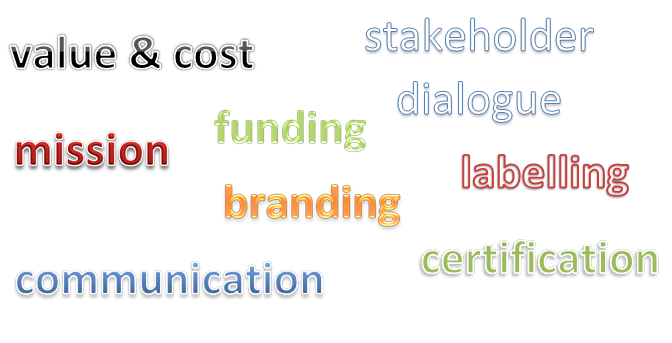 value & cost
stakeholder
dialogue
funding
mission
labelling
branding
certification
communication